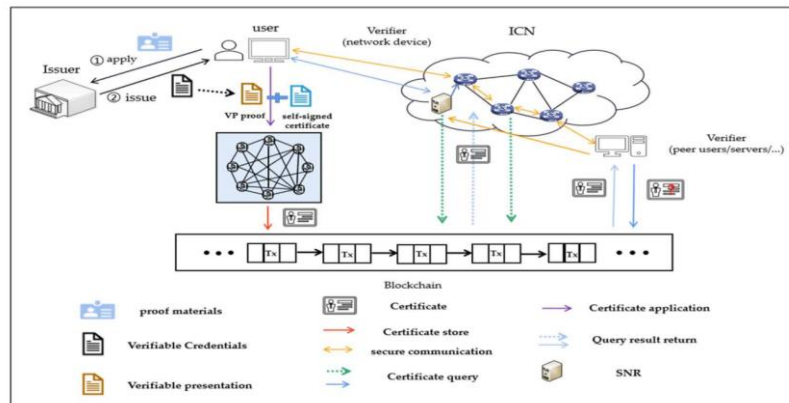 user
Verifier
(network device)
ICN
① apply
Issuer
② issue
VP proof
self-signed
certificate
Verifier
(peer users/servers/...)
Tx
Tx
Tx
Tx
Tx
Blockchain
proof materials
Certificate
Certificate application
Certificate store
Verifiable Credentials
secure communication
Query result return
Verifiable presentation
Certificate query
SNR